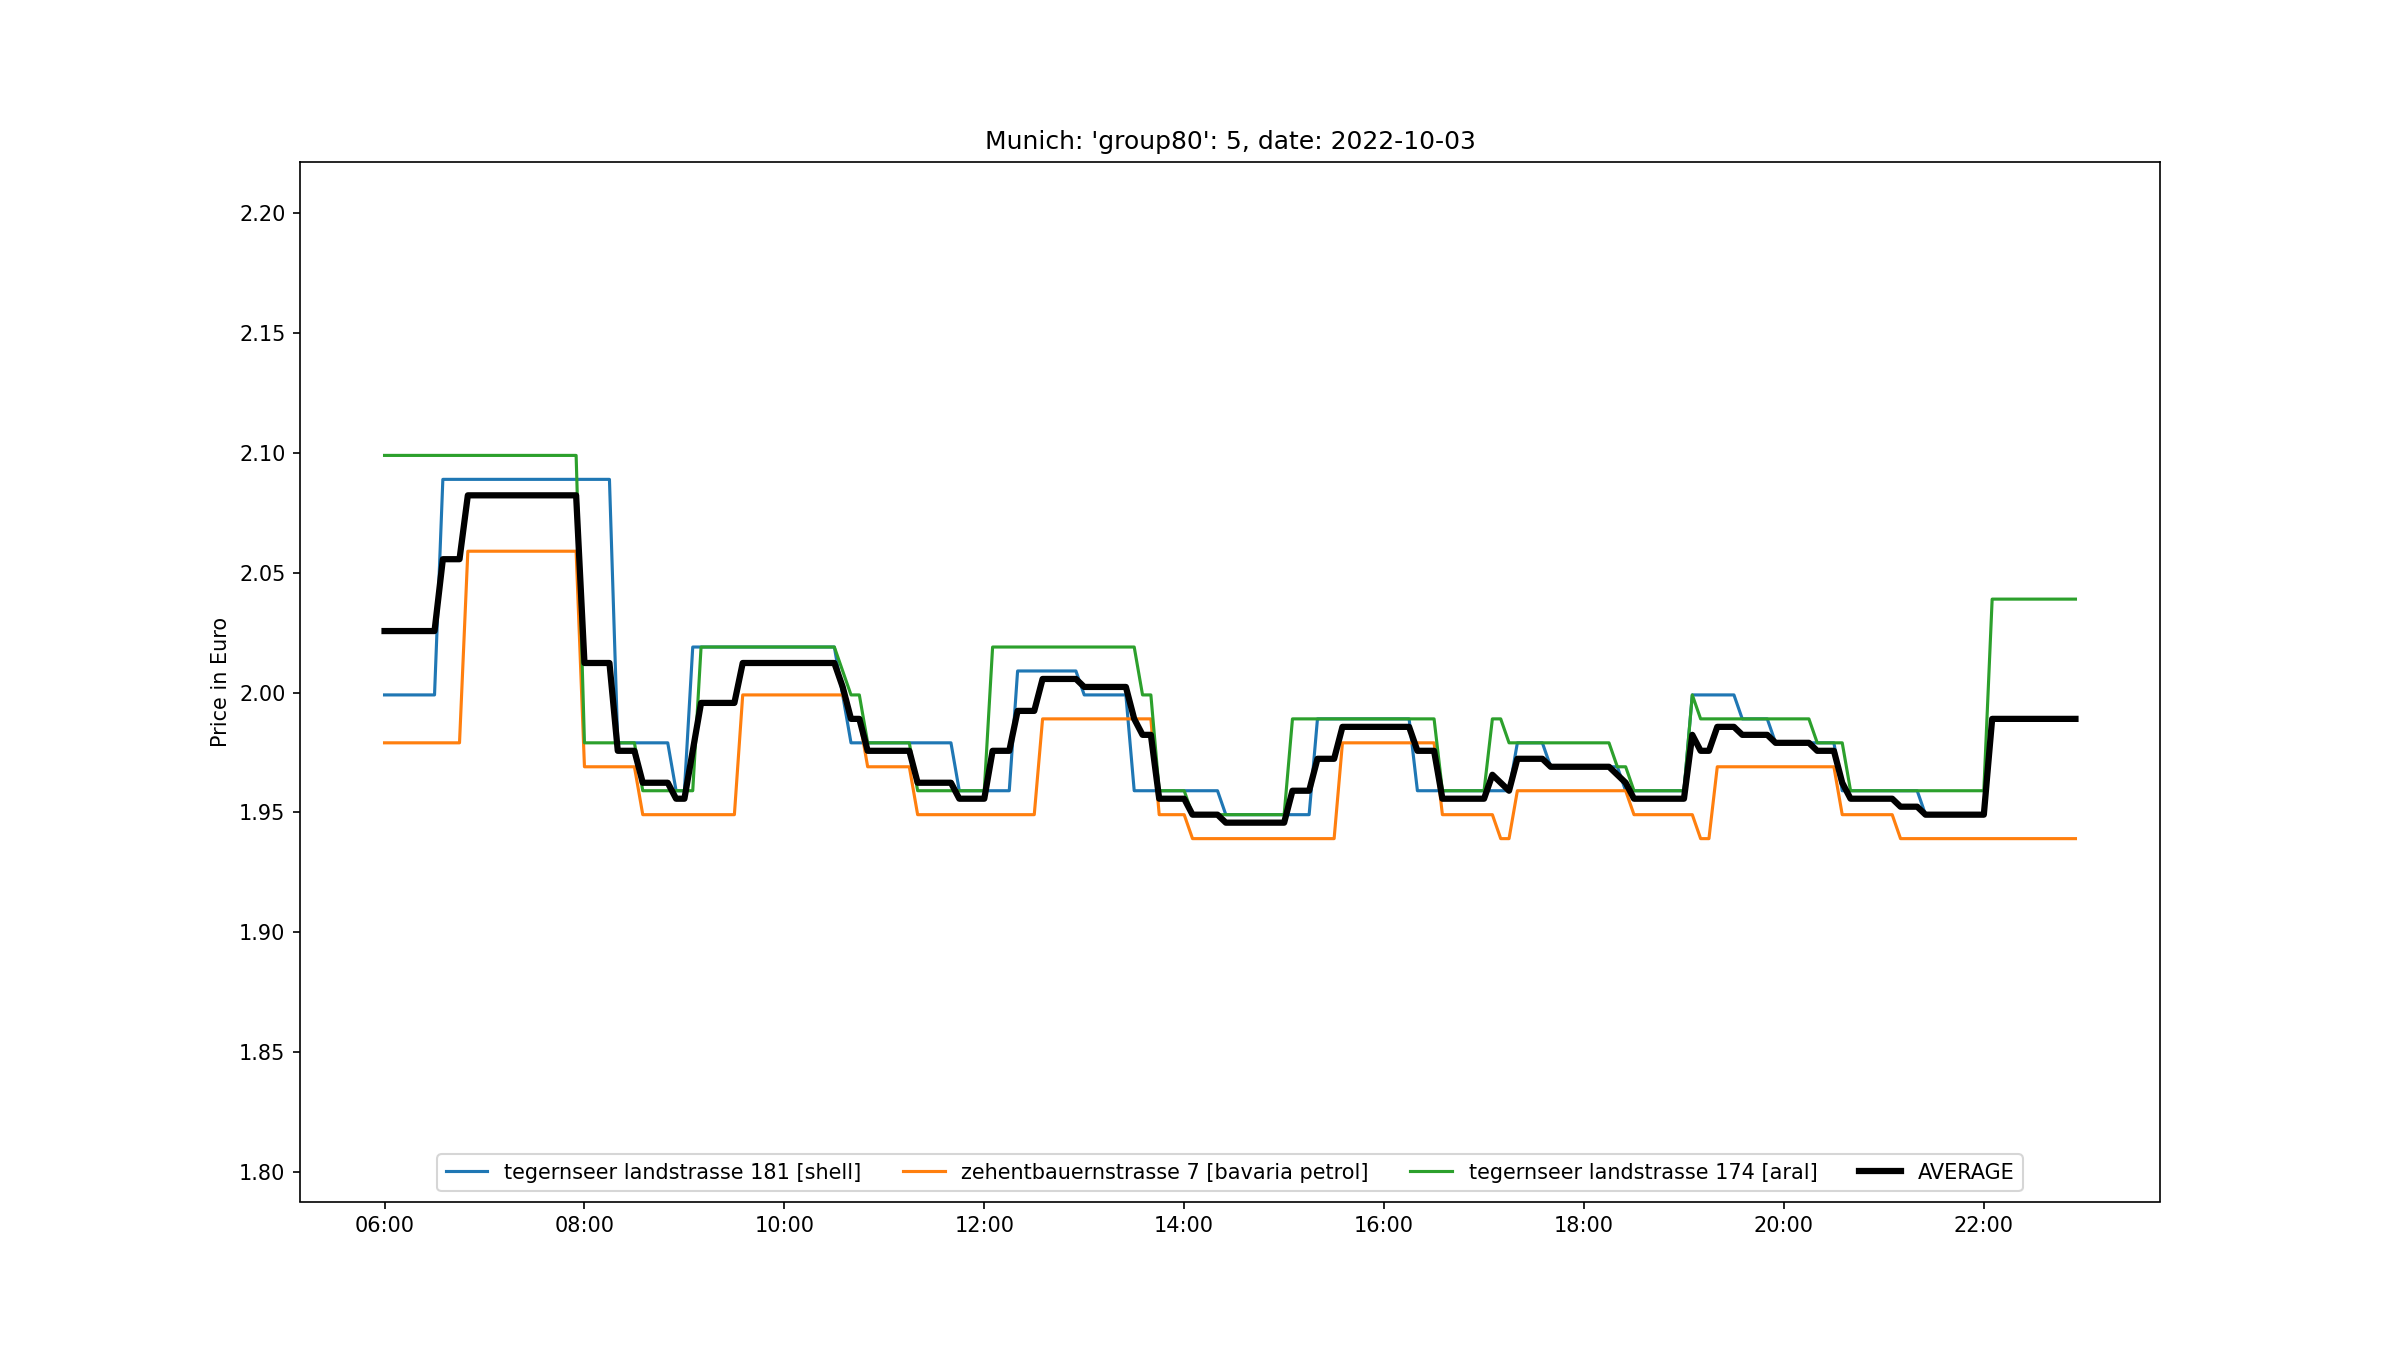 Munich: 'group80': 5, date: 2022-10-03
Price in Euro
2.20
2.15
2.10
2.05
2.00
1.95
1.90
1.85
1.80
tegernseer landstrasse 181 [shell] zehentbauernstrasse 7 [bavaria petrol] tegernseer landstrasse 174 [aral] AVERAGE
06:00 08:00 10:00 12:00 14:00 16:00 18:00 20:00 22:00